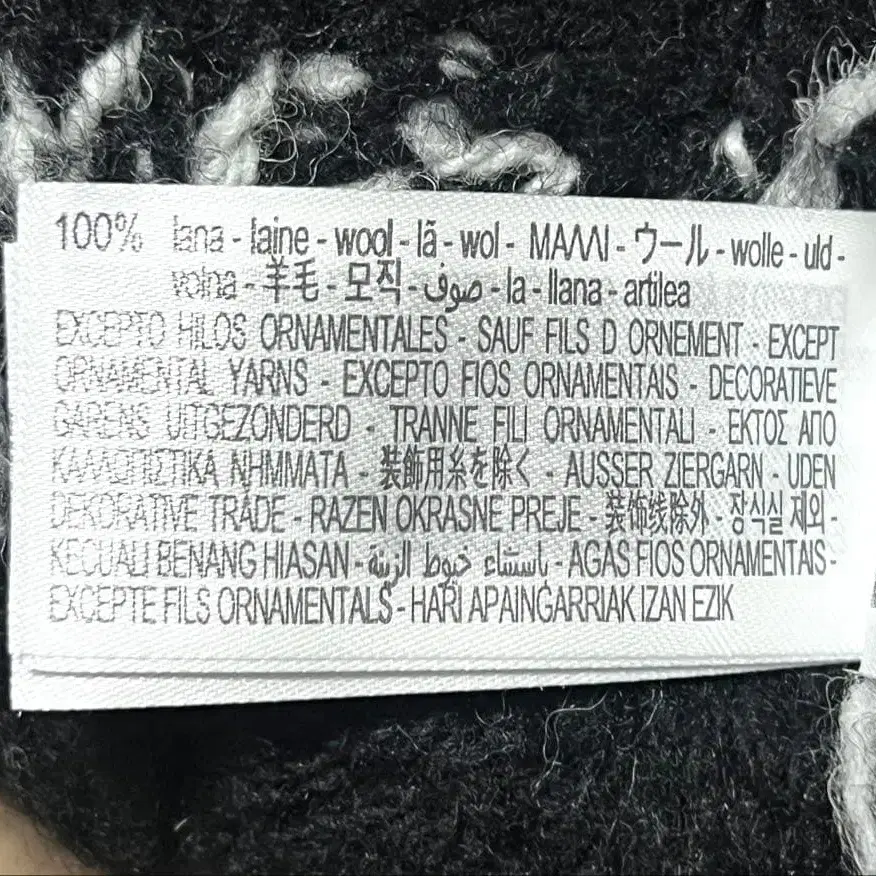 100% lana - laine - wool - lã - wol - ΜΑΛΛΙ - ウール - wolle - uld -
volna - 羊毛 - 모직 - صوف - la - llana - artilea
EXCEPTO HILOS ORNAMENTALES - SAUF FILS D ORNEMENT - EXCEPT
ORNAMENTAL YARNS - EXCEPTO FIOS ORNAMENTAIS - DECORATIEVE
GARENS UITGEZONDERD - TRANNE FILI ORNAMENTALI - ΕΚΤΟΣ ΑΠΟ
ΚΑΛΛΩΠΙΣΤΙΚΑ ΝΗΜΜΑΤΑ - 装飾用糸を除く - AUSSER ZIERGARN - UDEN
DEKORATIVE TRADE - RAZEN OKRASNE PREJE - 装饰线除外 - 장식실 제외 -
KECUALI BENANG HIASAN - باستثناء خيوط الزينة - AGAS FIOS ORNAMENTAIS -
EXCEPTE FILS ORNAMENTALS - HARI APAINGARRIAK IZAN EZIK